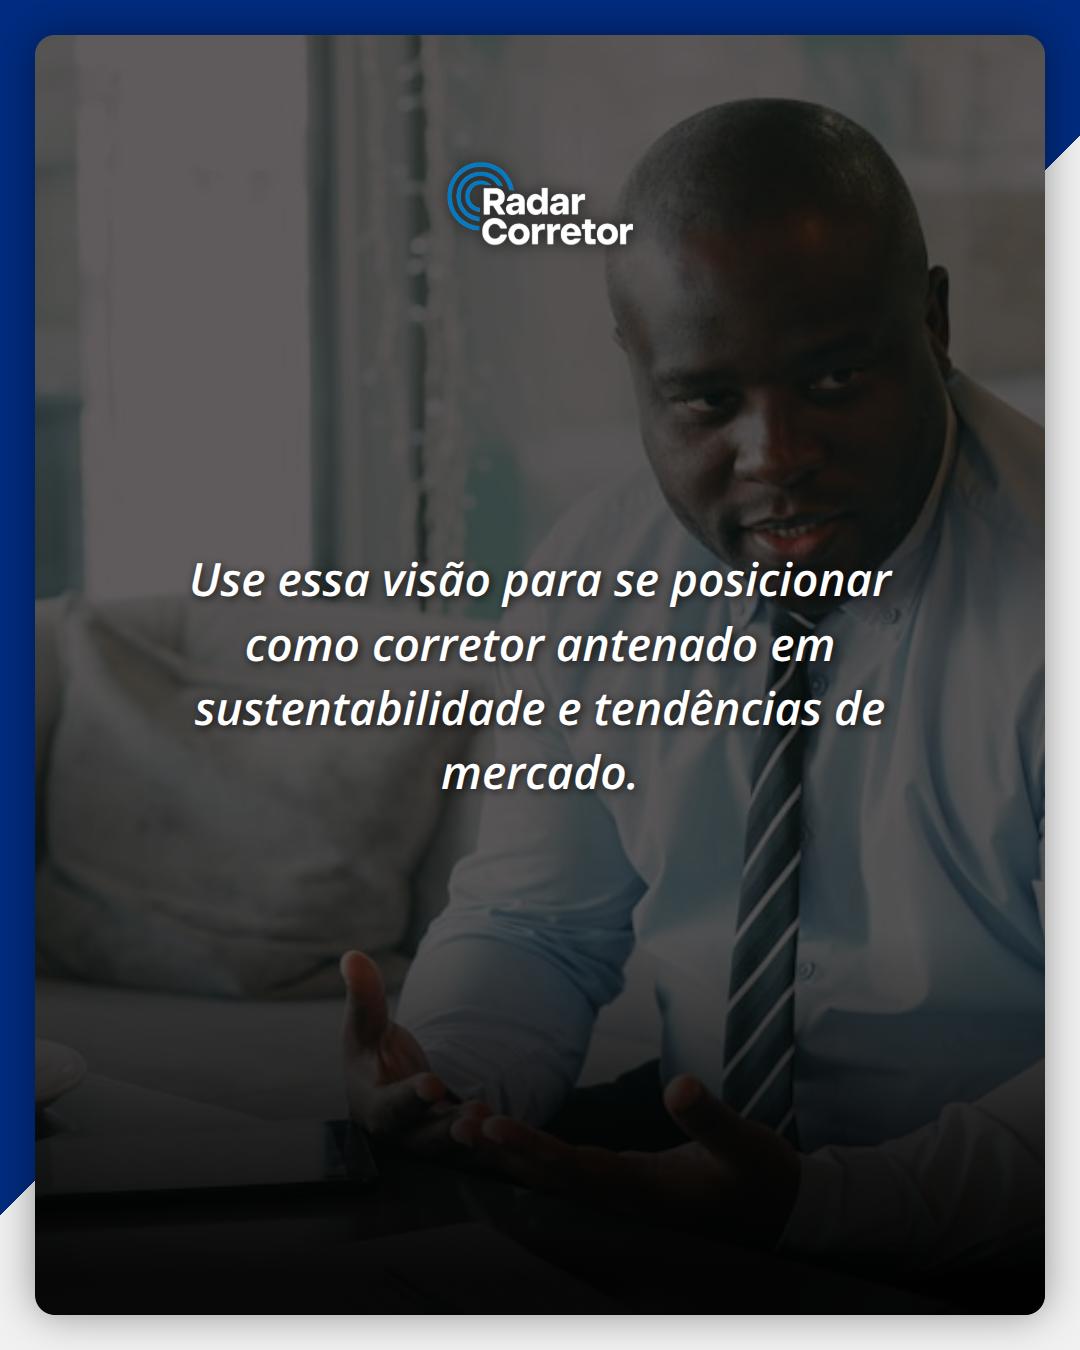 Radar
Corretor
Use essa visão para se posicionar
como corretor antenado em
sustentabilidade e tendências de
mercado.